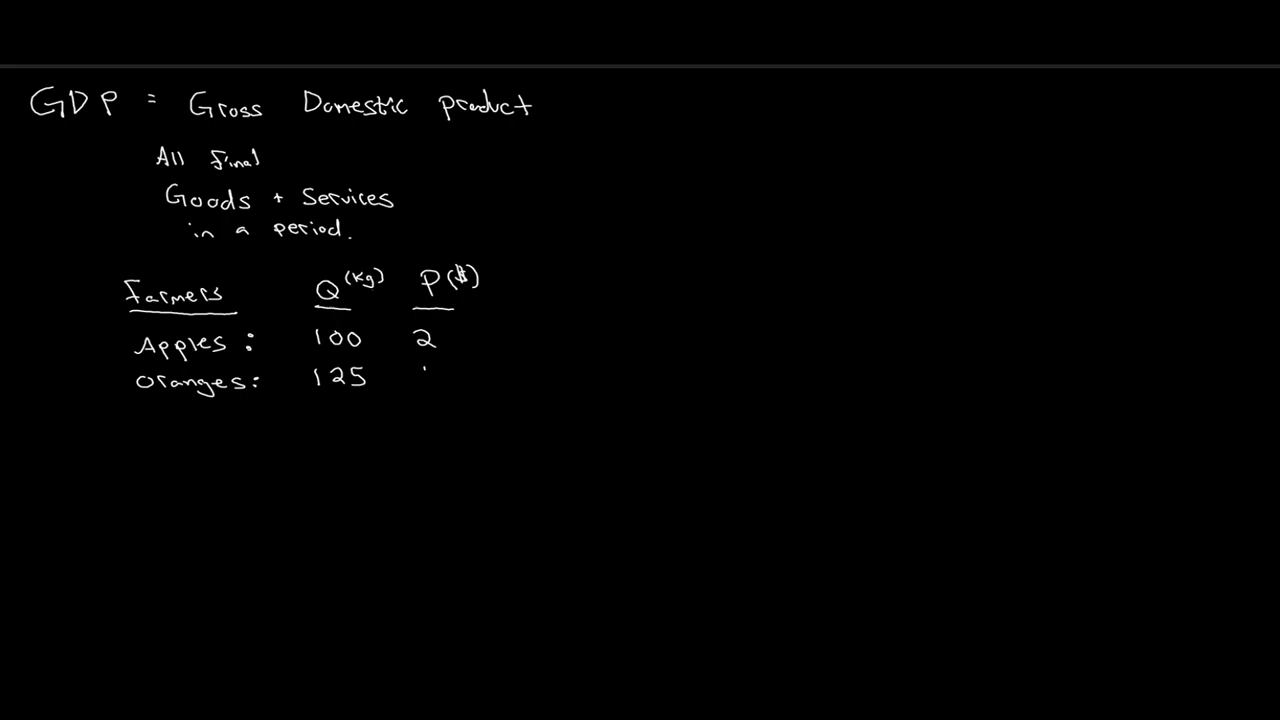 GDP = Gross Domestic product
All Final
Goods + Services
in a period.
Farmers Q (kg) P($)
Apples : 100 2
Oranges: 125